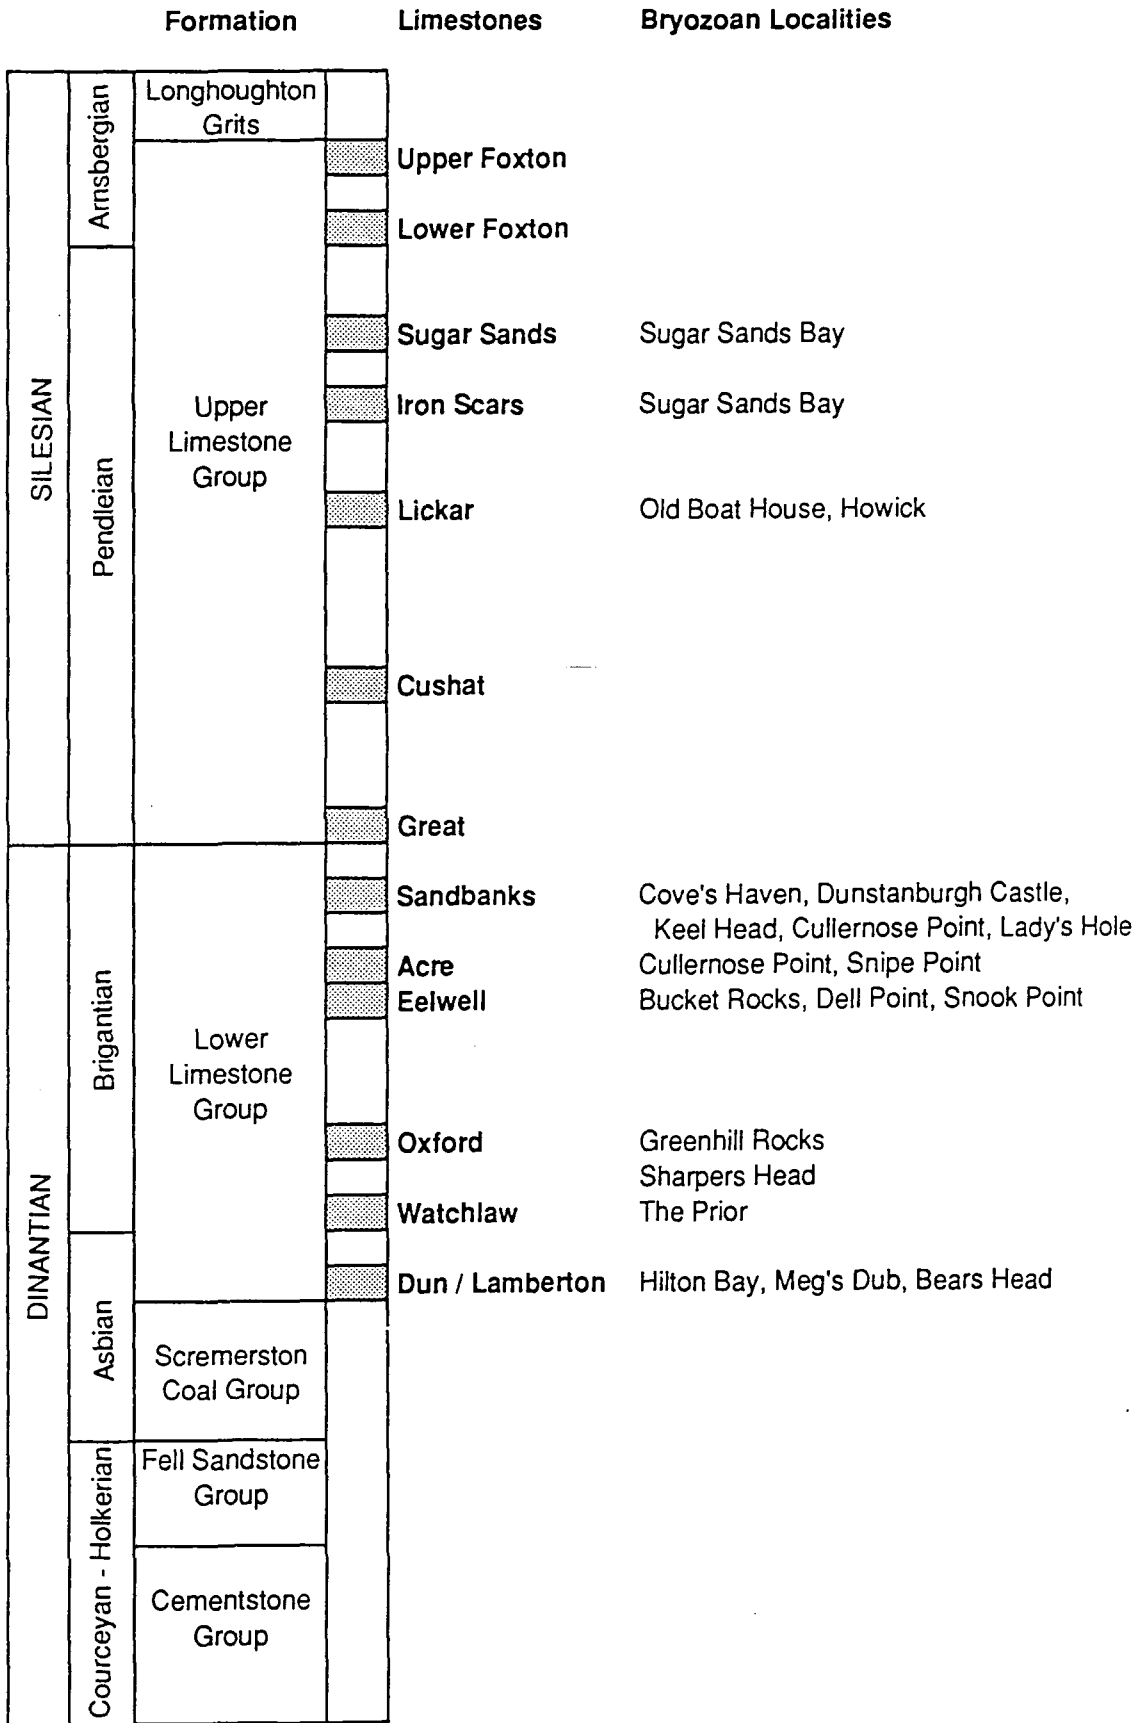 Formation Limestones Bryozoan Localities
SILESIAN
DINANTIAN
Arnsbergian
Pendleian
Brigantian
Asbian
Courceyan - Holkerian
Longhoughton
Grits
Upper
Limestone
Group
Lower
Limestone
Group
Scremerston
Coal Group
Fell Sandstone
Group
Cementstone
Group
Upper Foxton
Lower Foxton
Sugar Sands Sugar Sands Bay
Iron Scars Sugar Sands Bay
Lickar Old Boat House, Howick
Cushat
Great
Sandbanks Cove's Haven, Dunstanburgh Castle,
Keel Head, Cullernose Point, Lady's Hole
Acre Cullernose Point, Snipe Point
Eelwell Bucket Rocks, Dell Point, Snook Point
Oxford Greenhill Rocks
Sharpers Head
Watchlaw The Prior
Dun / Lamberton Hilton Bay, Meg's Dub, Bears Head